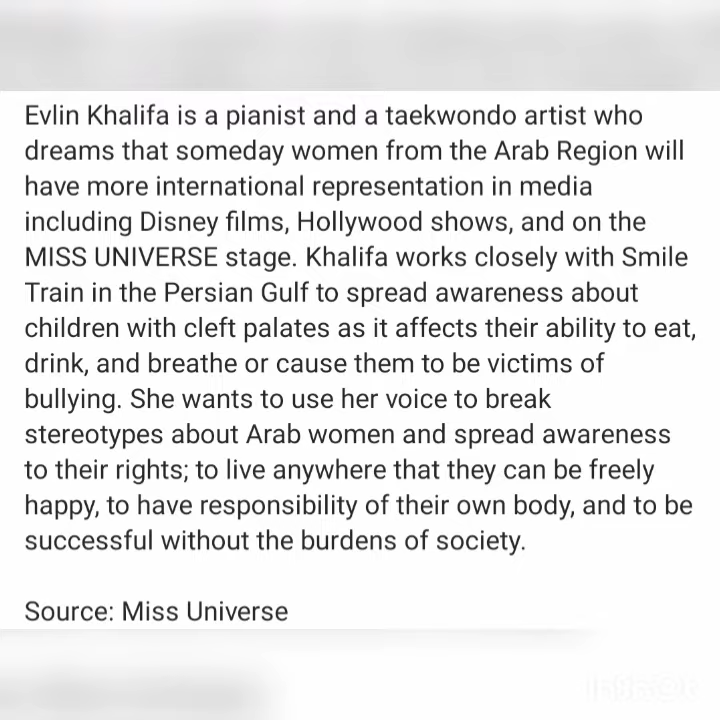 Evlin Khalifa is a pianist and a taekwondo artist who
dreams that someday women from the Arab Region will
have more international representation in media
including Disney films, Hollywood shows, and on the
MISS UNIVERSE stage. Khalifa works closely with Smile
Train in the Persian Gulf to spread awareness about
children with cleft palates as it affects their ability to eat,
drink, and breathe or cause them to be victims of
bullying. She wants to use her voice to break
stereotypes about Arab women and spread awareness
to their rights; to live anywhere that they can be freely
happy, to have responsibility of their own body, and to be
successful without the burdens of society.
Source: Miss Universe